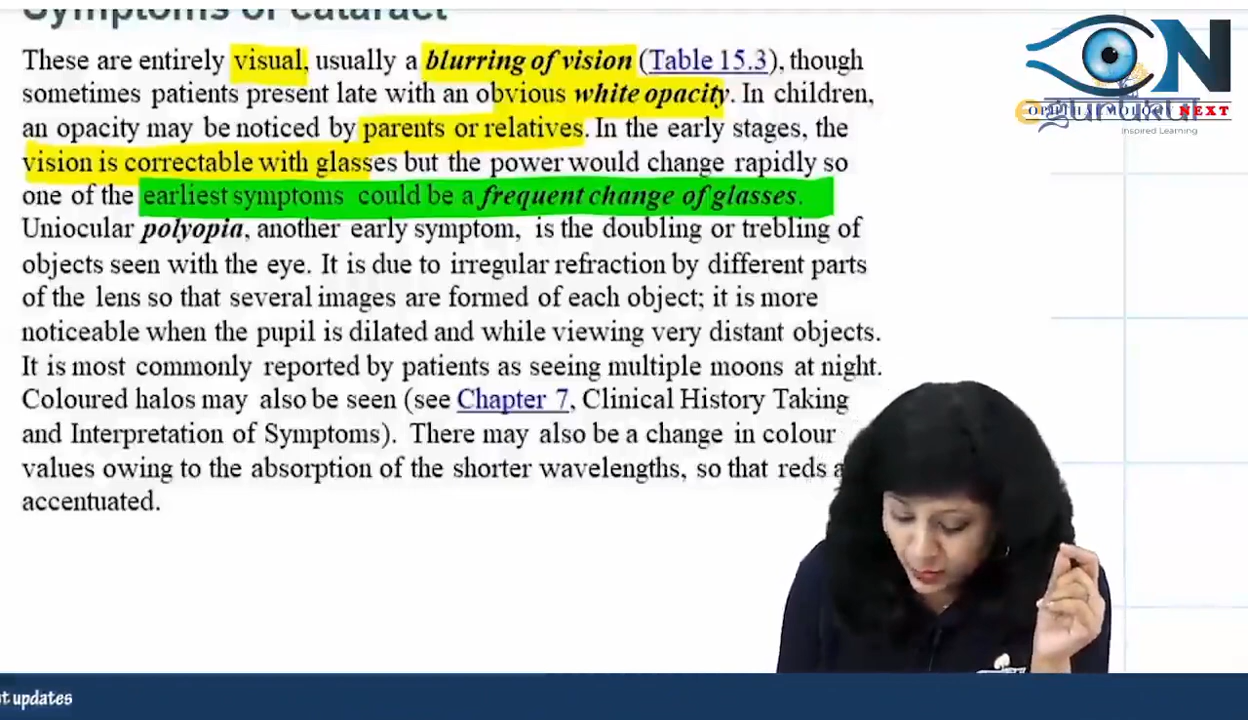 Symptoms of cataract
These are entirely visual, usually a blurring of vision (Table 15.3), though
sometimes patients present late with an obvious white opacity. In children,
an opacity may be noticed by parents or relatives. In the early stages, the
vision is correctable with glasses but the power would change rapidly so
one of the earliest symptoms could be a frequent change of glasses.
Uniocular polyopia, another early symptom, is the doubling or trebling of
objects seen with the eye. It is due to irregular refraction by different parts
of the lens so that several images are formed of each object; it is more
noticeable when the pupil is dilated and while viewing very distant objects.
It is most commonly reported by patients as seeing multiple moons at night.
Coloured halos may also be seen (see Chapter 7, Clinical History Taking
and Interpretation of Symptoms). There may also be a change in colour
values owing to the absorption of the shorter wavelengths, so that reds a
accentuated.
N
NEXT
Inspired Learning
t updates